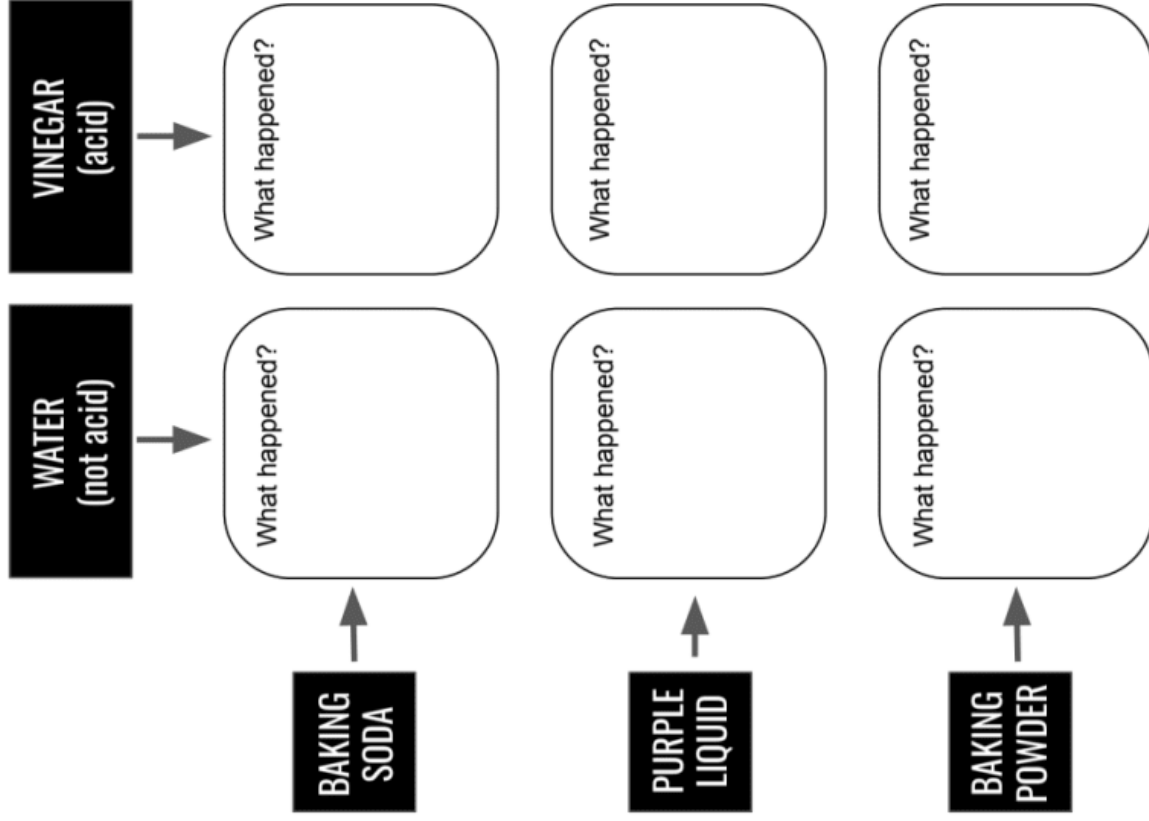 WATER
(not acid)
VINEGAR
(acid)
BAKING
SODA
What happened?
What happened?
PURPLE
LIQUID
What happened?
What happened?
BAKING
POWDER
What happened?
What happened?